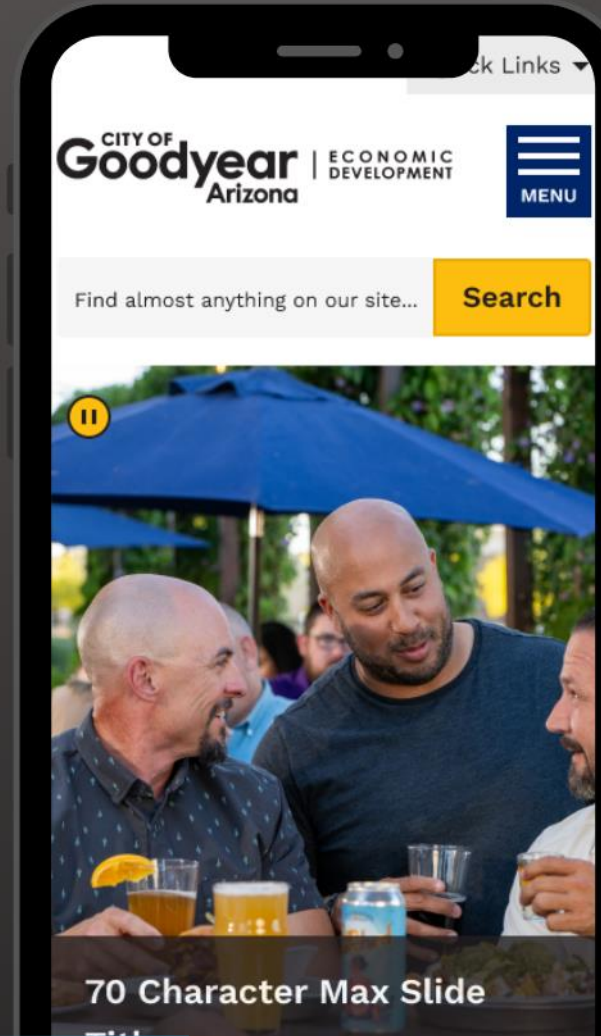 Links
CITY OF
Goodyear
Arizona
ECONOMIC
DEVELOPMENT
MENU
Find almost anything on our site...
Search
70 Character Max Slide